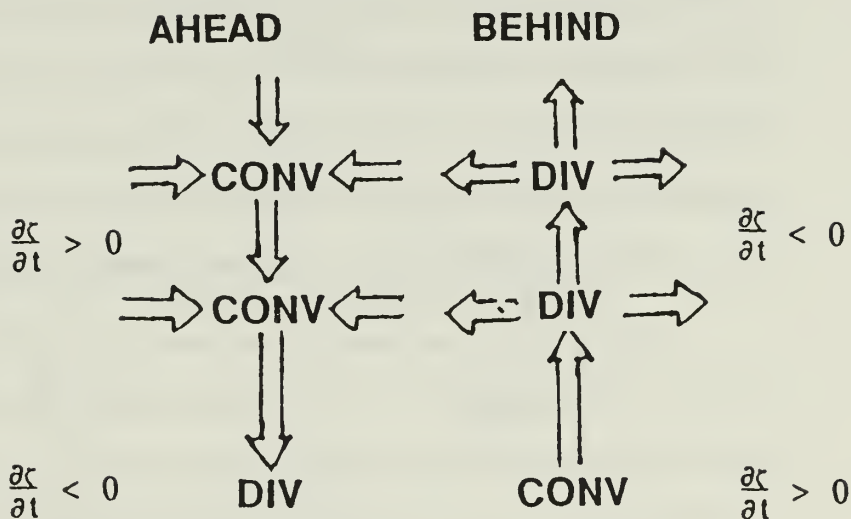 AHEAD BEHIND
CONV DIV
∂ζ/∂t > 0 ∂ζ/∂t < 0
CONV DIV
∂ζ/∂t < 0 DIV CONV ∂ζ/∂t > 0